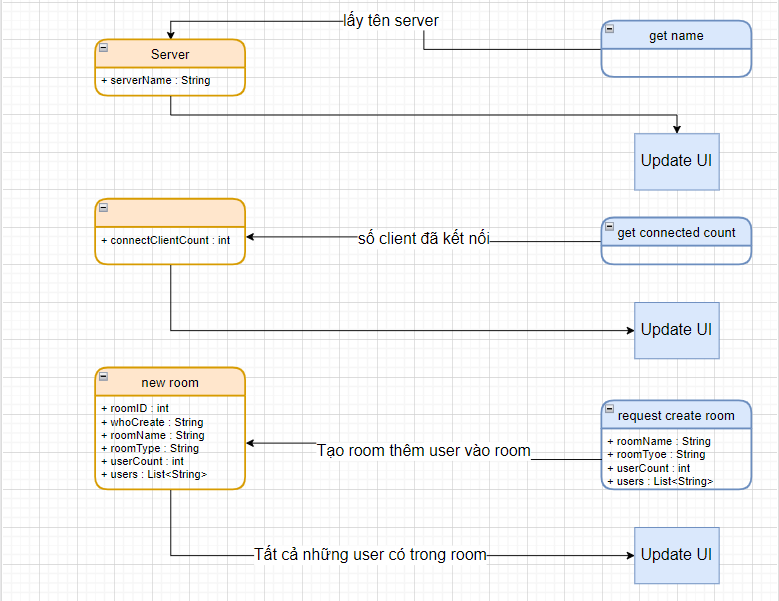 lấy tên server
get name
Server
+ serverName : String
Update UI
+ connectClientCount : int
số client đã kết nối
get connected count
Update UI
new room
+ roomID : int
+ whoCreate : String
+ roomName : String
+ roomType : String
+ userCount : int
+ users : List<String>
Tạo room thêm user vào room
request create room
+ roomName : String
+ roomTyoe : String
+ userCount : int
+ users : List<String>
Tất cả những user có trong room
Update UI